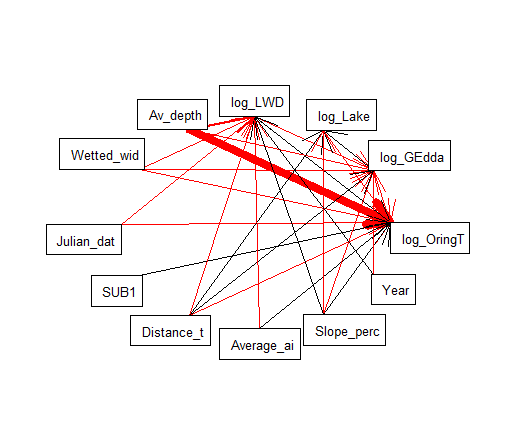 log_LWD
Av_depth
log_Lake
Wetted_wid
log_GEdda
Julian_dat
log_OringT
SUB1
Year
Distance_t
Average_ai
Slope_perc